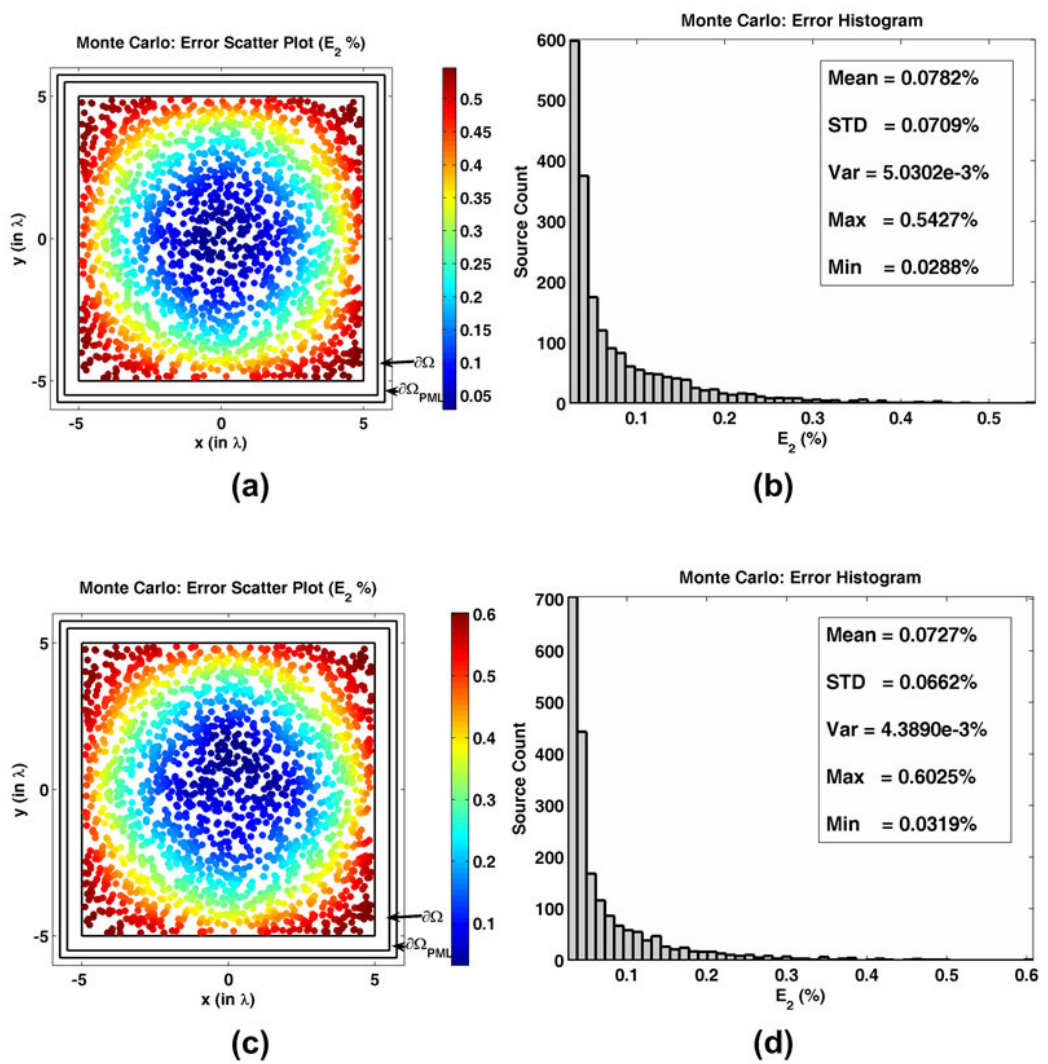 Monte Carlo: Error Scatter Plot (E2 %)
y (in λ)
5
0
-5
-5 0 5
x (in λ)
0.5
0.45
0.4
0.35
0.3
0.25
0.2
0.15
0.1
0.05
∂Ω
∂ΩPML
(a)
Monte Carlo: Error Histogram
Source Count
600
500
400
300
200
100
0
0.1 0.2 0.3 0.4 0.5
E2 (%)
Mean = 0.0782%
STD = 0.0709%
Var = 5.0302e-3%
Max = 0.5427%
Min = 0.0288%
(b)
Monte Carlo: Error Scatter Plot (E2 %)
y (in λ)
5
0
-5
-5 0 5
x (in λ)
0.6
0.5
0.4
0.3
0.2
0.1
∂Ω
∂ΩPML
(c)
Monte Carlo: Error Histogram
Source Count
700
600
500
400
300
200
100
0
0.1 0.2 0.3 0.4 0.5 0.6
E2 (%)
Mean = 0.0727%
STD = 0.0662%
Var = 4.3890e-3%
Max = 0.6025%
Min = 0.0319%
(d)